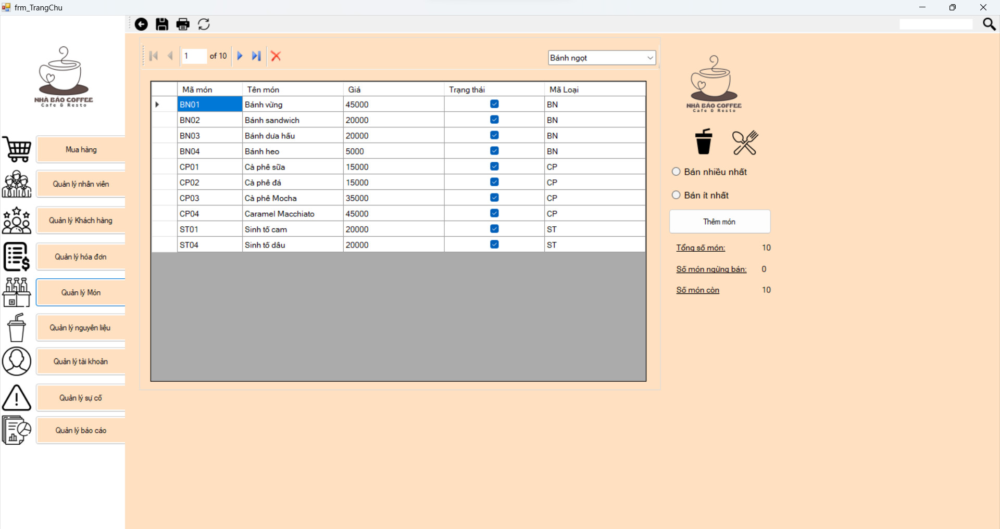 frm_TrangChu
NHÀ BÁO COFFEE
Cafe & Resto
Mua hàng
Quản lý nhân viên
Quản lý Khách hàng
Quản lý hóa đơn
Quản lý Món
Quản lý nguyên liệu
Quản lý tài khoản
Quản lý sự cố
Quản lý báo cáo
1 of 10
Bánh ngọt
Mã món Tên món Giá Trạng thái Mã Loại
BN01 Bánh vừng 45000 BN
BN02 Bánh sandwich 20000 BN
BN03 Bánh dưa hấu 20000 BN
BN04 Bánh heo 5000 BN
CP01 Cà phê sữa 15000 CP
CP02 Cà phê đá 15000 CP
CP03 Cà phê Mocha 35000 CP
CP04 Caramel Macchiato 45000 CP
ST01 Sinh tố cam 20000 ST
ST04 Sinh tố dâu 20000 ST
NHÀ BÁO COFFEE
Cafe & Resto
Bán nhiều nhất
Bán ít nhất
Thêm món
Tổng số món: 10
Số món ngừng bán: 0
Số món còn 10